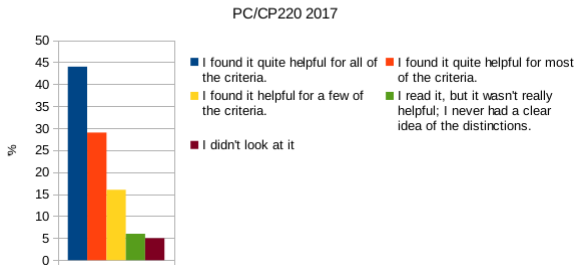 PC/CP220 2017
50
45
40
35
30
25
20
15
10
5
0
%
I found it quite helpful for all of
the criteria.
I found it quite helpful for most
of the criteria.
I found it helpful for a few of
the criteria.
I read it, but it wasn't really
helpful; I never had a clear
idea of the distinctions.
I didn't look at it